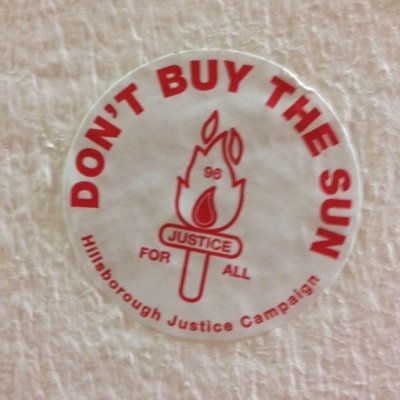 DON'T BUY THE SUN
96
JUSTICE
FOR ALL
Hillsborough Justice Campaign